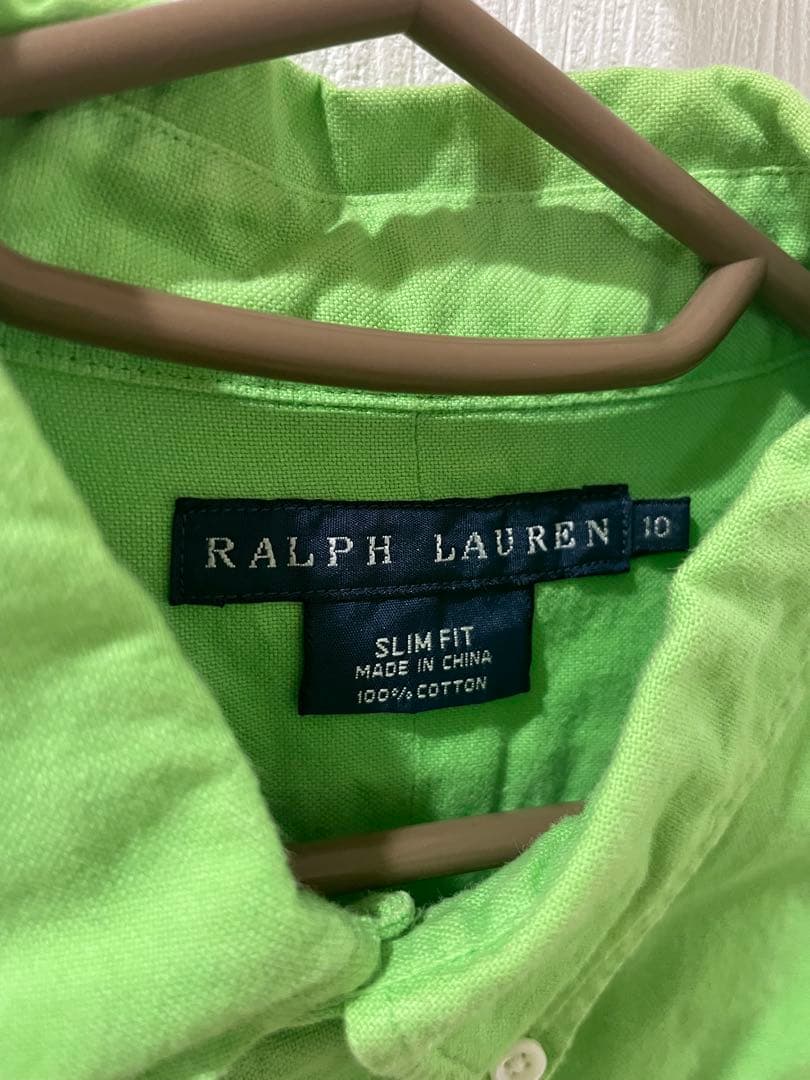 RALPH LAUREN 10
SLIM FIT
MADE IN CHINA
100% COTTON